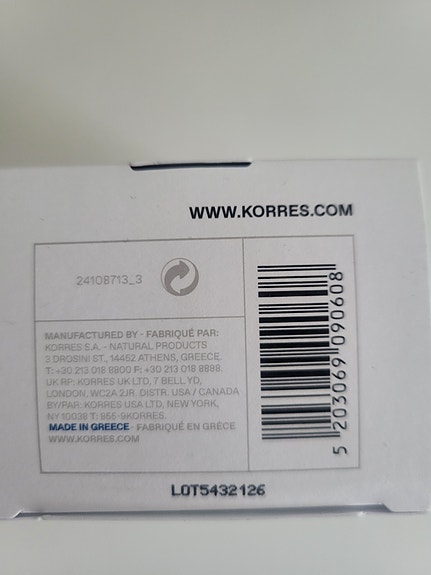 WWW.KORRES.COM
24108713_3
MANUFACTURED BY - FABRIQUÉ PAR:
KORRES S.A. - NATURAL PRODUCTS
3 DROSINI ST., 14452 ATHENS, GREECE.
T: +30 213 018 8800 F: +30 213 018 8888.
UK RP: KORRES UK LTD, 7 BELL YD,
LONDON, WC2A 2JR. DISTR. USA / CANADA
BY/PAR: KORRES USA LTD, NEW YORK,
NY 10038 T: 855-9KORRES.
MADE IN GREECE - FABRIQUÉ EN GRÈCE
WWW.KORRES.COM
5 203069 090608
LOT5432126